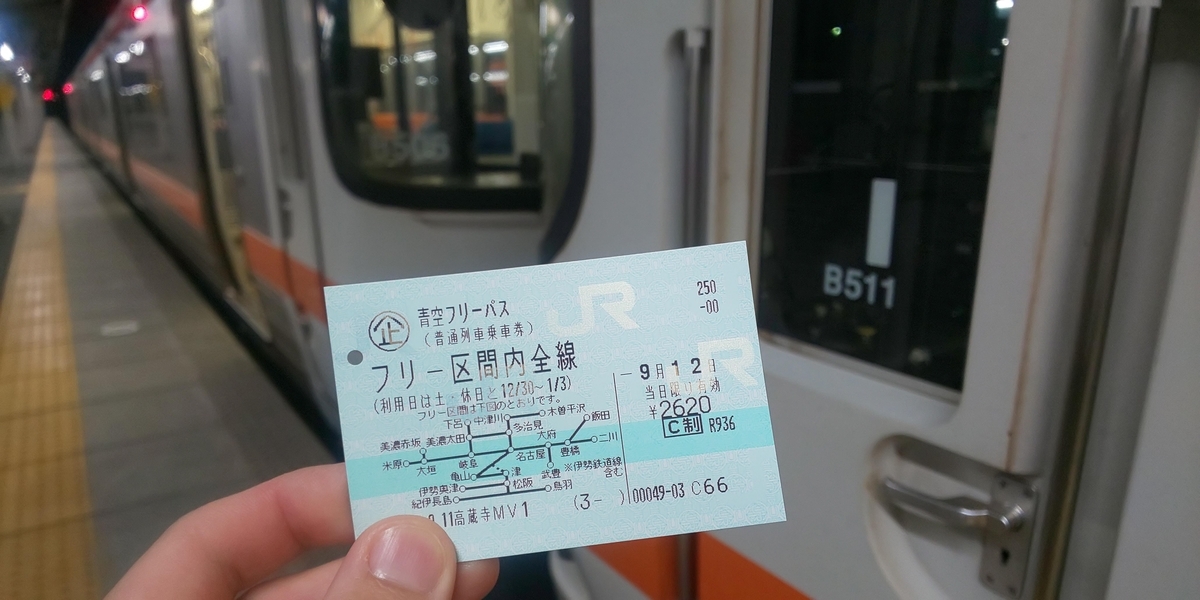 JR
250
-00
企 青空フリーパス
(普通列車乗車券)
フリー区間内全線
(利用日は土・休日と12/30~1/3)
フリー区間は下図のとおりです。
- 9月12日
当日限り有効
¥2620
C制 R936
下呂 中津川 木曽平沢
多治見 飯田
美濃赤坂 美濃太田 大府 二川
米原 大垣 岐阜 名古屋 豊橋
亀山 津 武豊 ※伊勢鉄道線
含む
伊勢奥津 松阪 鳥羽
紀伊長島
11高蔵寺MV1
(3- )
00049-03 C66
B511